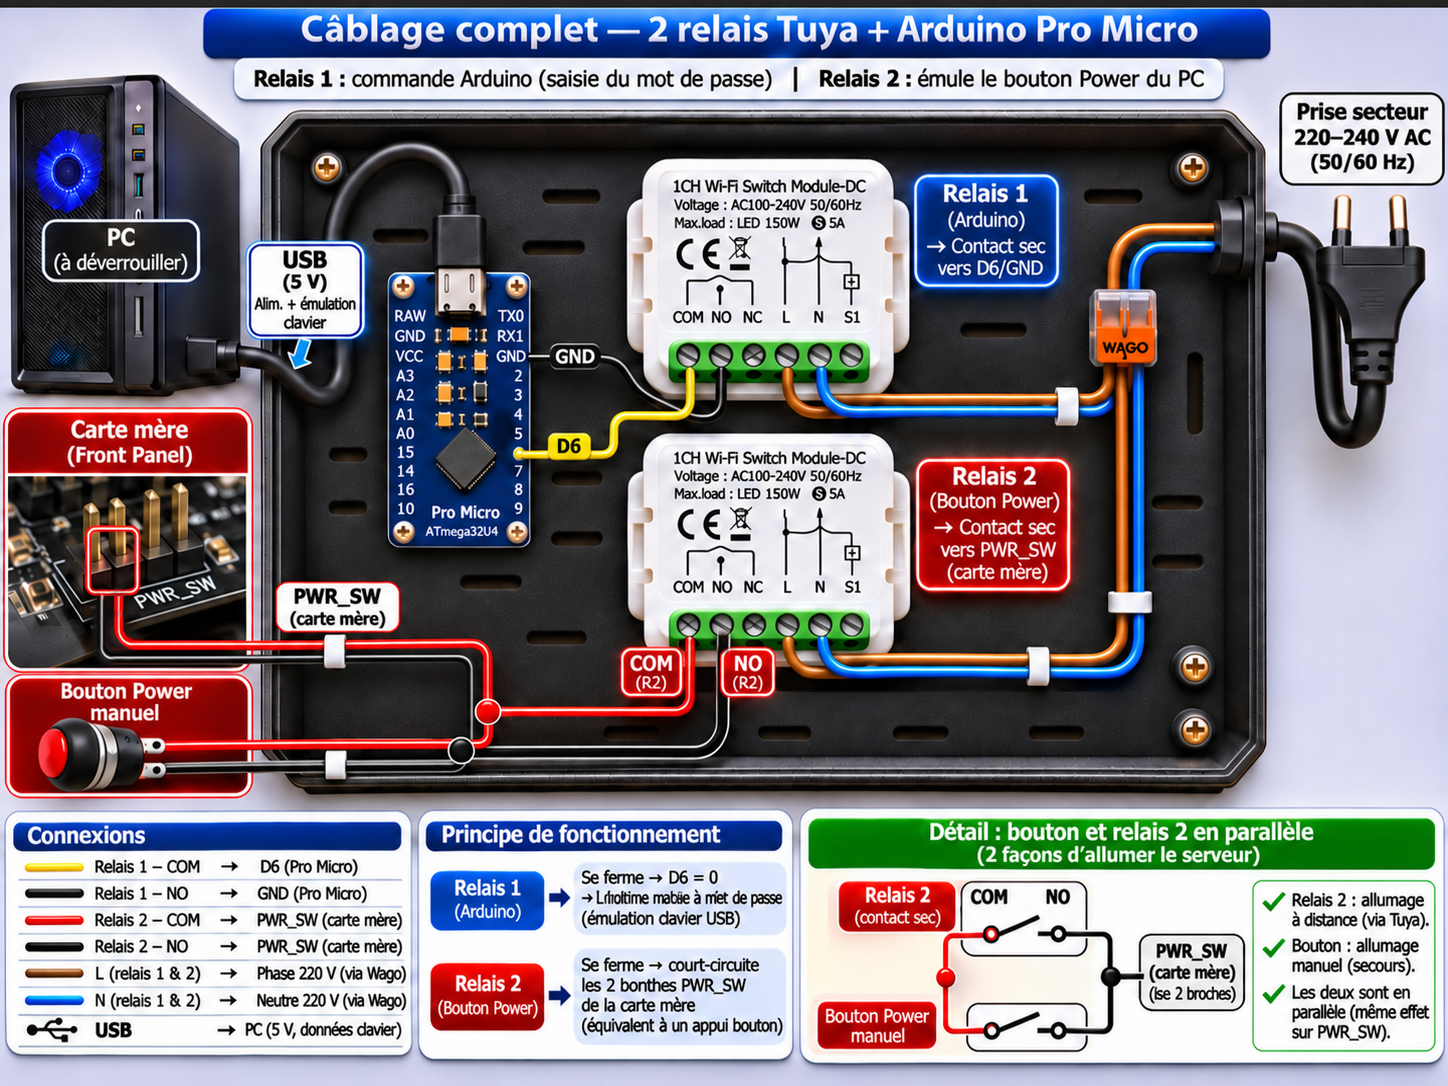 Câblage complet — 2 relais Tuya + Arduino Pro Micro
Relais 1 : commande Arduino (saisie du mot de passe) | Relais 2 : émule le bouton Power du PC
Prise secteur
220–240 V AC
(50/60 Hz)
PC
(à déverrouiller)
USB
(5 V)
Alim. + émulation
clavier
RAW
GND
VCC
A3
A2
A1
A0
15
14
16
10
TX0
RX1
GND
2
3
4
5
7
8
9
Pro Micro
ATmega32U4
GND
D6
1CH Wi-Fi Switch Module-DC
Voltage : AC100-240V 50/60Hz
Max.load : LED 150W S 5A
CE
COM NO NC L N S1
Relais 1
(Arduino)
→ Contact sec
vers D6/GND
WAGO
1CH Wi-Fi Switch Module-DC
Voltage : AC100-240V 50/60Hz
Max.load : LED 150W S 5A
CE
COM NO NC L N S1
Relais 2
(Bouton Power)
→ Contact sec
vers PWR_SW
(carte mère)
Carte mère
(Front Panel)
PWR_SW
PWR_SW
(carte mère)
COM
(R2)
NO
(R2)
Bouton Power
manuel
Connexions
Relais 1 – COM → D6 (Pro Micro)
Relais 1 – NO → GND (Pro Micro)
Relais 2 – COM → PWR_SW (carte mère)
Relais 2 – NO → PWR_SW (carte mère)
L (relais 1 & 2) → Phase 220 V (via Wago)
N (relais 1 & 2) → Neutre 220 V (via Wago)
USB → PC (5 V, données clavier)
Principe de fonctionnement
Relais 1
(Arduino)
Se ferme → D6 = 0
→ à mèt de passe
(émulation clavier USB)
Relais 2
(Bouton Power)
Se ferme → court-circuite
les 2 bonthes PWR_SW
de la carte mère
(équivalent à un appui bouton)
Détail : bouton et relais 2 en parallèle
(2 façons d'allumer le serveur)
Relais 2
(contact sec)
COM NO
Bouton Power
manuel
PWR_SW
(carte mère)
(ise 2 broches)
Relais 2 : allumage
à distance (via Tuya).
Bouton : allumage
manuel (secours).
Les deux sont en
parallèle (même effet
sur PWR_SW).